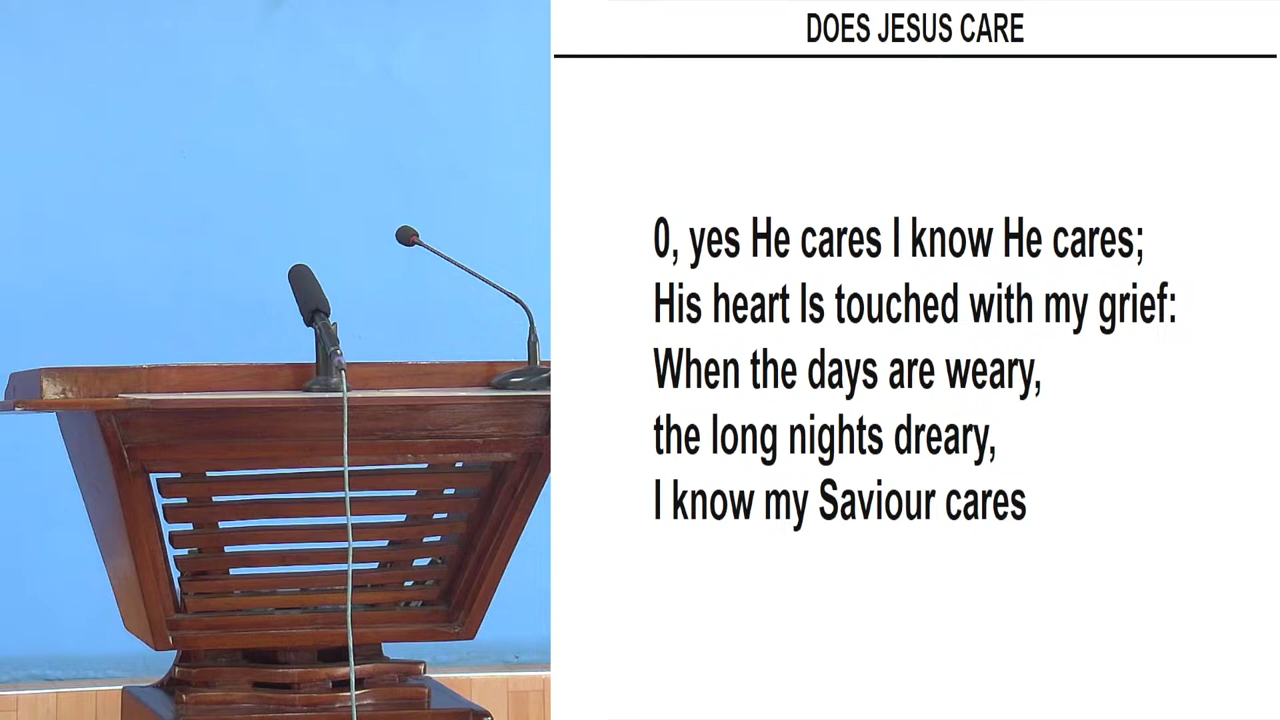 DOES JESUS CARE
0, yes He cares I know He cares;
His heart Is touched with my grief:
When the days are weary,
the long nights dreary,
I know my Saviour cares